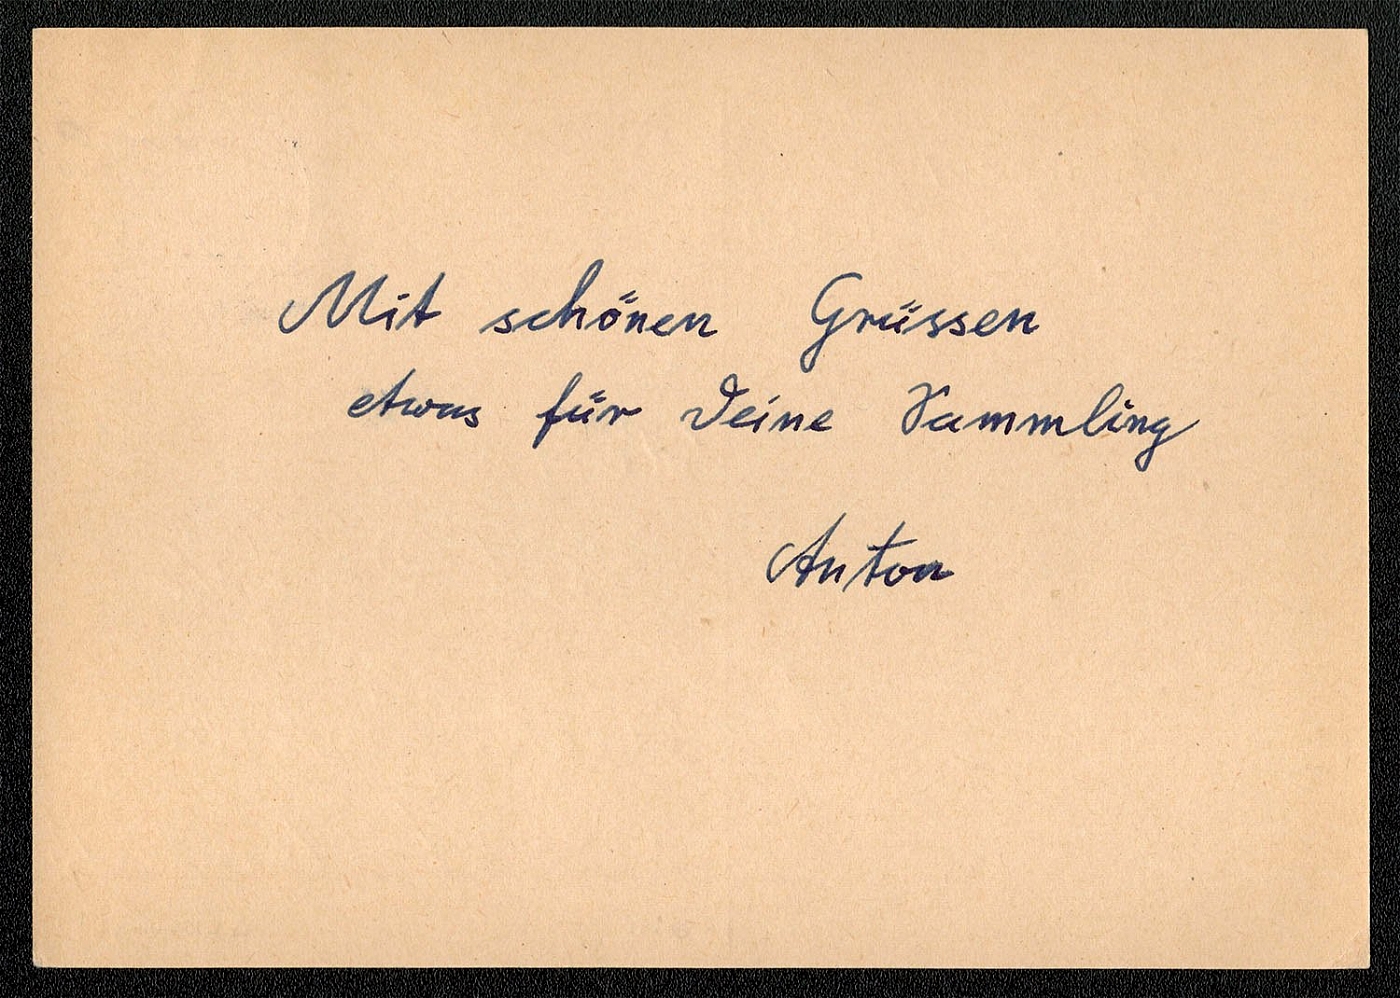 Mit schönen Grüssen
etwas für Deine Sammling
Anton